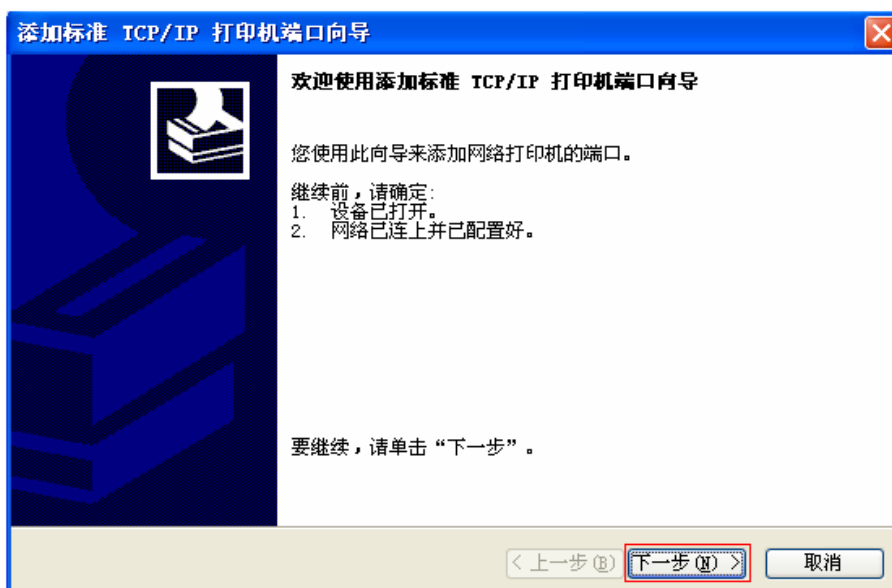 添加标准 TCP/IP 打印机端口向导
欢迎使用添加标准 TCP/IP 打印机端口向导
您使用此向导来添加网络打印机的端口。
继续前，请确定:
1. 设备已打开。
2. 网络已连上并已配置好。
要继续，请单击“下一步”。
< 上一步(B) 下一步(N) > 取消